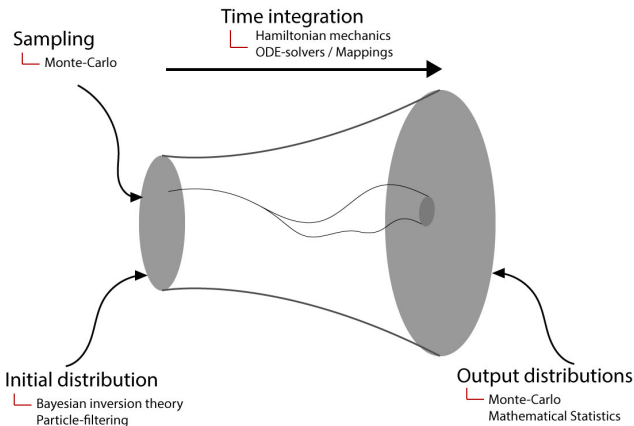 Time integration
Hamiltonian mechanics
ODE-solvers / Mappings
Sampling
Monte-Carlo
Initial distribution
Bayesian inversion theory
Particle-filtering
Output distributions
Monte-Carlo
Mathematical Statistics